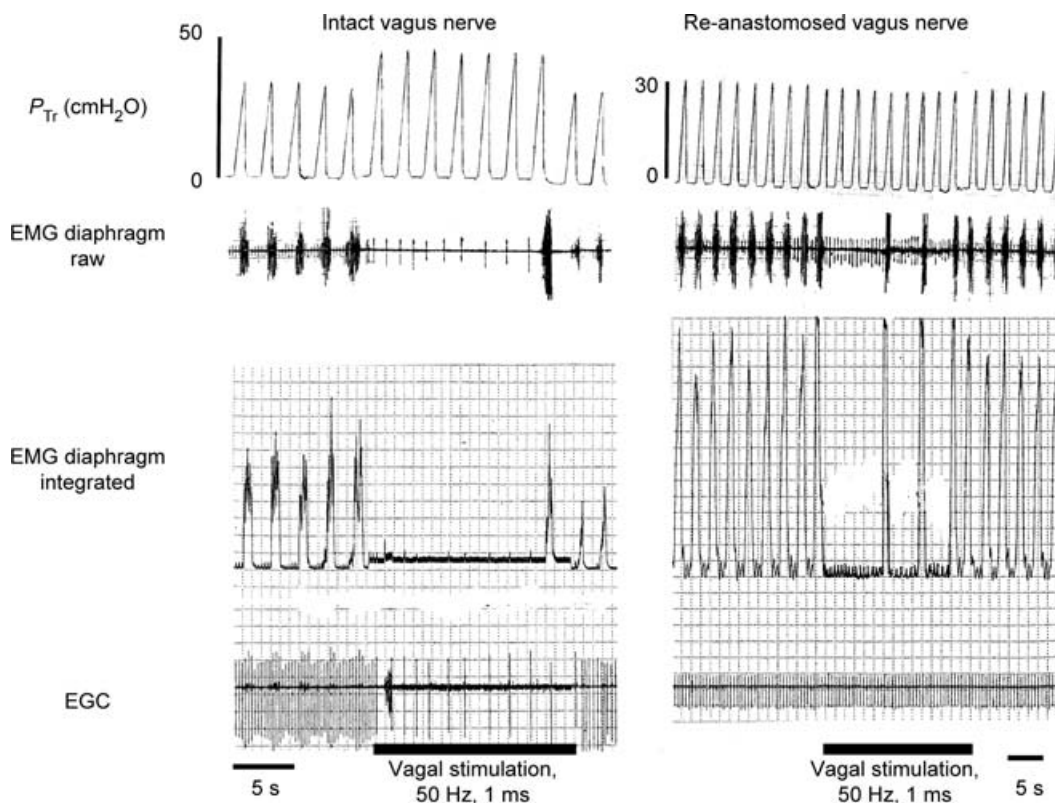 Intact vagus nerve
Re-anastomosed vagus nerve
50
30
P_Tr (cmH₂O)
0
0
EMG diaphragm
raw
EMG diaphragm
integrated
EGC
5 s
Vagal stimulation,
50 Hz, 1 ms
Vagal stimulation,
50 Hz, 1 ms
5 s